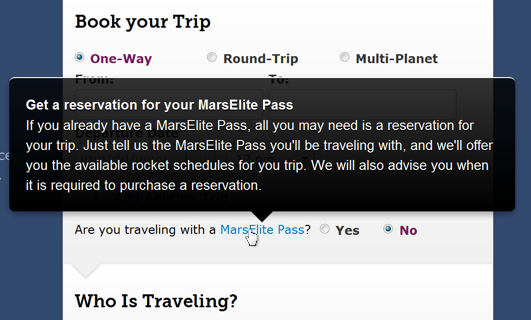 Book your Trip
One-Way Round-Trip Multi-Planet
From: To:
Get a reservation for your MarsElite Pass
If you already have a MarsElite Pass, all you may need is a reservation for
your trip. Just tell us the MarsElite Pass you'll be traveling with, and we'll offer
you the available rocket schedules for you trip. We will also advise you when
it is required to purchase a reservation.
Departure Date
Are you traveling with a MarsElite Pass? Yes No
Who Is Traveling?